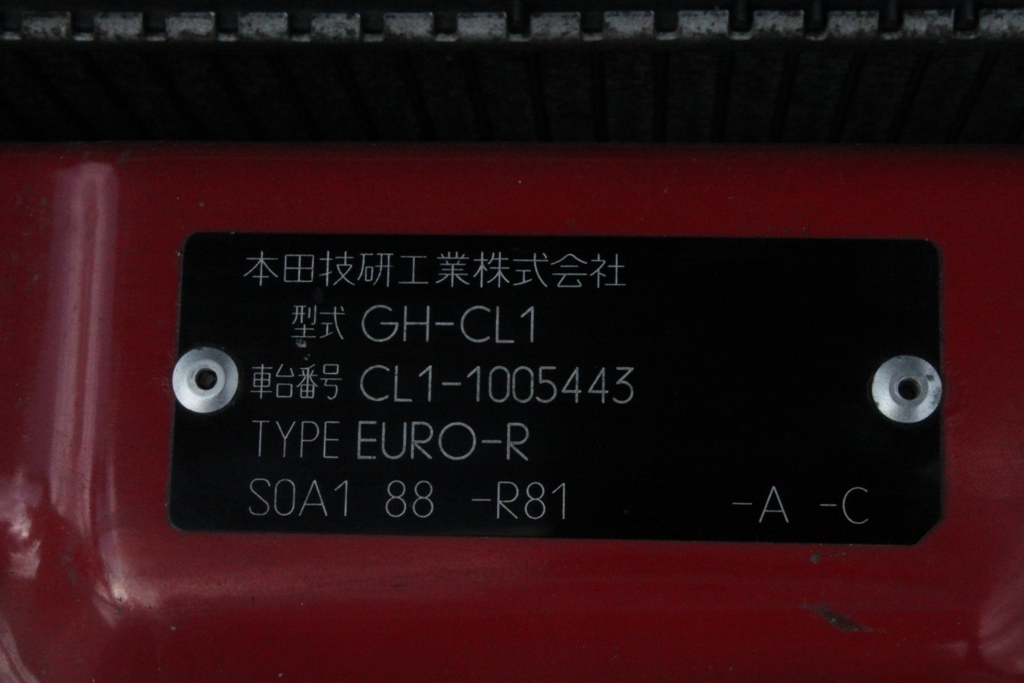 本田技研工業株式会社
型式 GH-CL1
車台番号 CL1-1005443
TYPE EURO-R
S0A1 88 -R81 -A -C